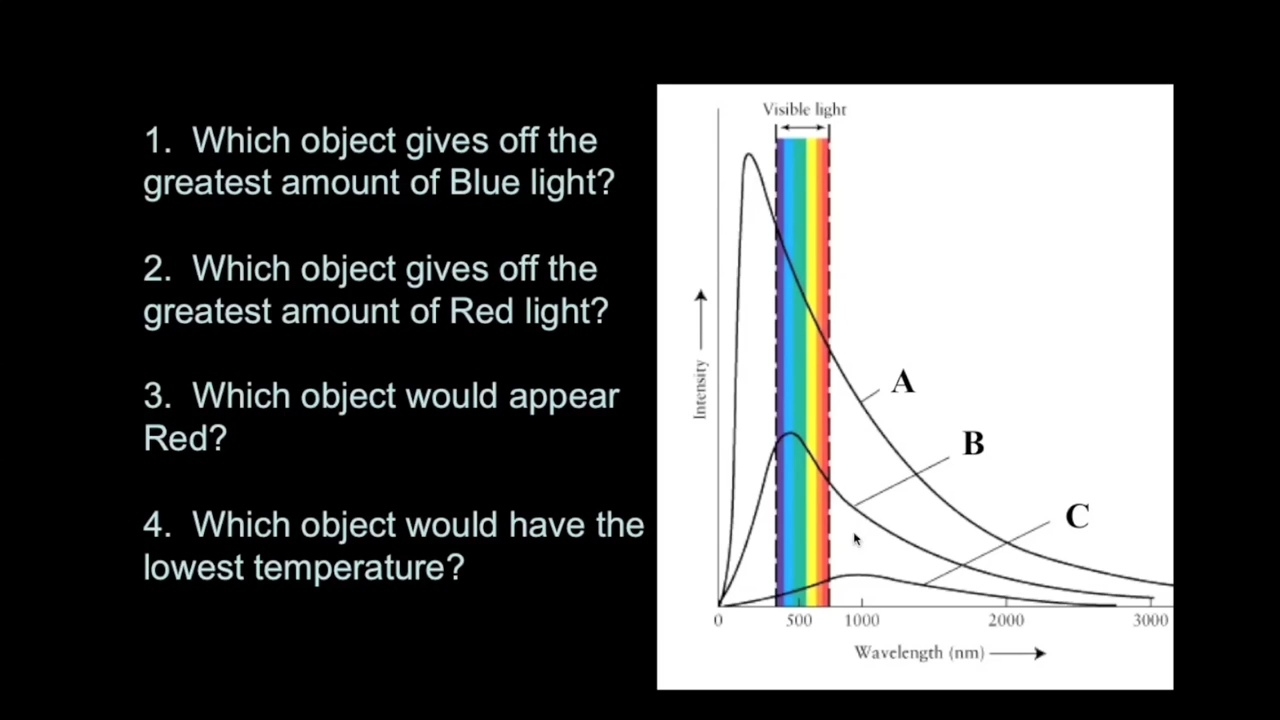 1. Which object gives off the
greatest amount of Blue light?
2. Which object gives off the
greatest amount of Red light?
3. Which object would appear
Red?
4. Which object would have the
lowest temperature?
Visible light
Intensity
A
B
C
0 500 1000 2000 3000
Wavelength (nm)